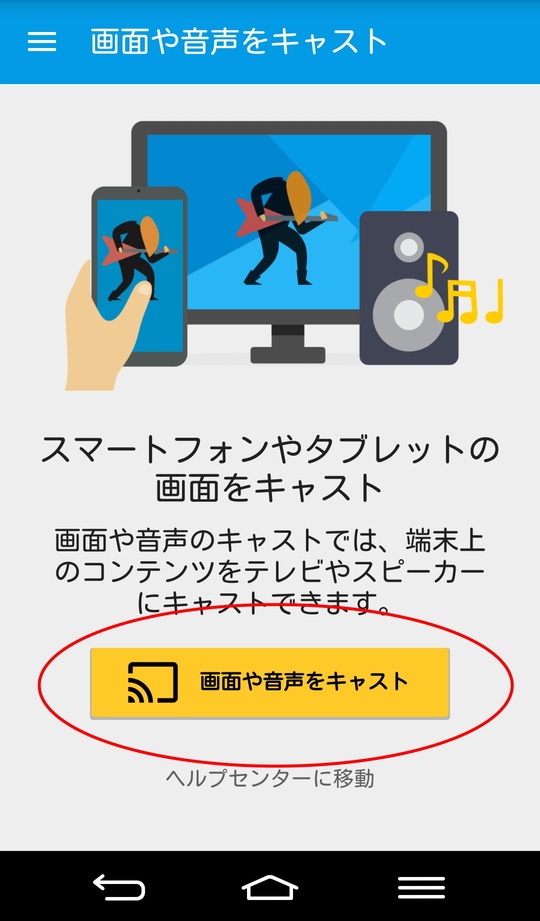 画面や音声をキャスト
スマートフォンやタブレットの
画面をキャスト
画面や音声のキャストでは、端末上
のコンテンツをテレビやスピーカー
にキャストできます。
画面や音声をキャスト
ヘルプセンターに移動